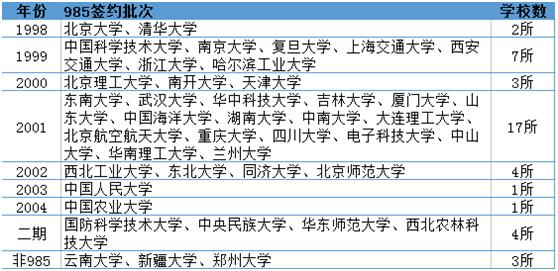 年份 985签约批次 学校数
1998 北京大学、清华大学 2所
1999 中国科学技术大学、南京大学、复旦大学、上海交通大学、西安
交通大学、浙江大学、哈尔滨工业大学 7所
2000 北京理工大学、南开大学、天津大学 3所
2001 东南大学、武汉大学、华中科技大学、吉林大学、厦门大学、山
东大学、中国海洋大学、湖南大学、中南大学、大连理工大学、
北京航空航天大学、重庆大学、四川大学、电子科技大学、中山
大学、华南理工大学、兰州大学 17所
2002 西北工业大学、东北大学、同济大学、北京师范大学 4所
2003 中国人民大学 1所
2004 中国农业大学 1所
二期 国防科学技术大学、中央民族大学、华东师范大学、西北农林科
技大学 4所
非985 云南大学、新疆大学、郑州大学 3所